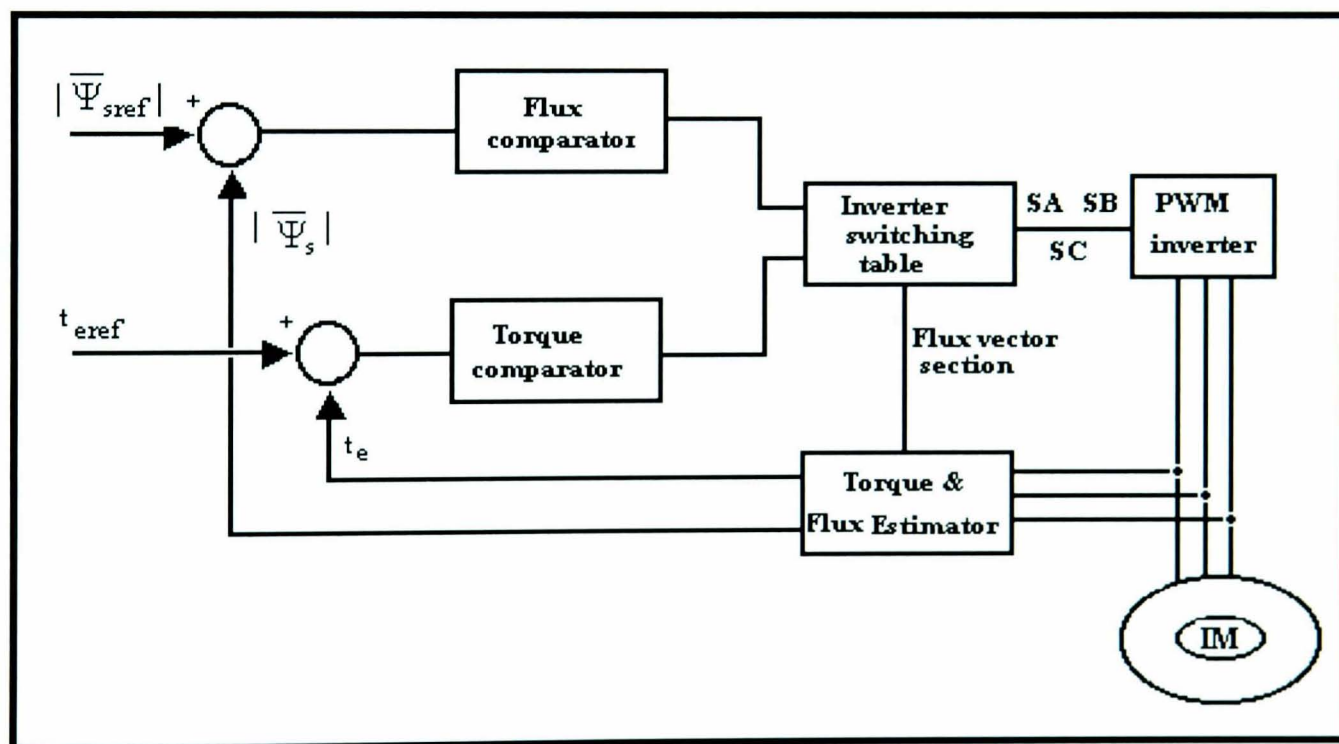 |Ψ̅sref|
+
Flux
comparator
|Ψ̅s|
Inverter
switching
table
SA SB
SC
PWM
inverter
teref
+
Torque
comparator
Flux vector
section
te
Torque &
Flux Estimator
IM